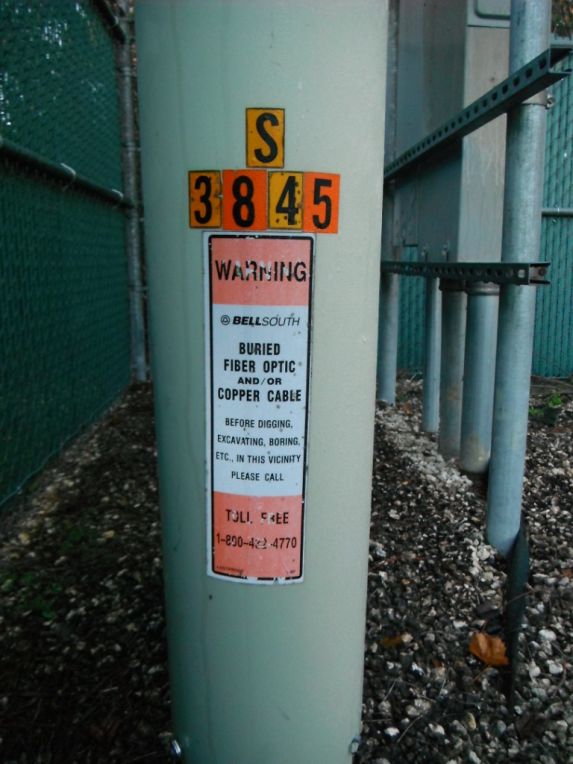 S
3845
WARNING
BELLSOUTH
BURIED
FIBER OPTIC
AND/OR
COPPER CABLE
BEFORE DIGGING,
EXCAVATING, BORING,
ETC., IN THIS VICINITY
PLEASE CALL
TOLL FREE